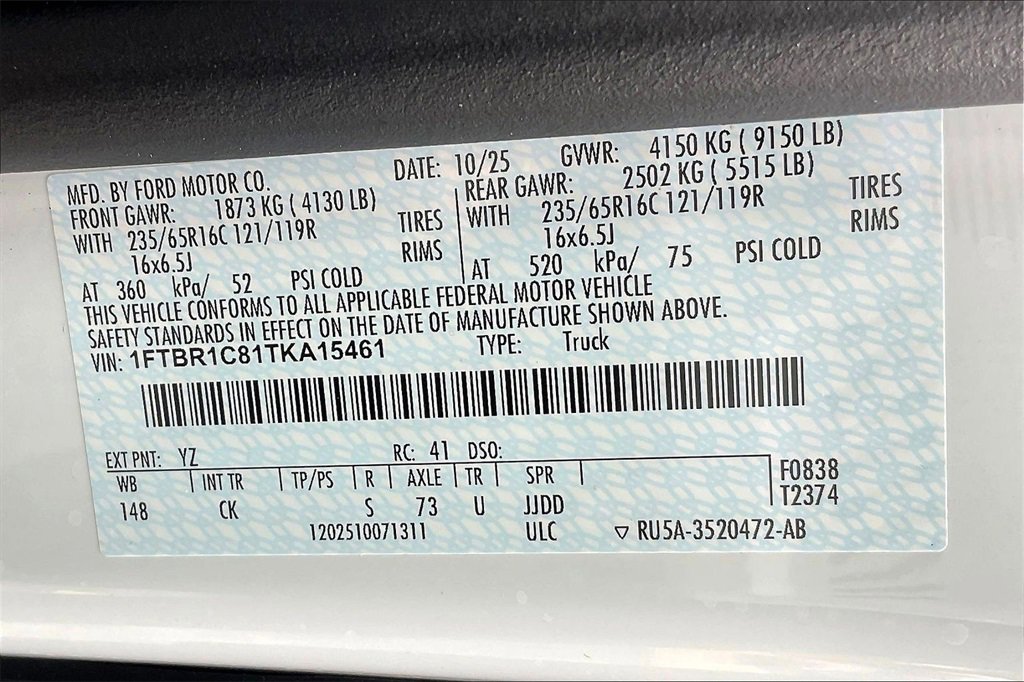 MFD. BY FORD MOTOR CO. DATE: 10/25 GVWR: 4150 KG ( 9150 LB)
FRONT GAWR: 1873 KG ( 4130 LB) REAR GAWR: 2502 KG ( 5515 LB)
WITH 235/65R16C 121/119R TIRES WITH 235/65R16C 121/119R TIRES
16x6.5J RIMS 16x6.5J RIMS
AT 360 kPa/ 52 PSI COLD AT 520 kPa/ 75 PSI COLD
THIS VEHICLE CONFORMS TO ALL APPLICABLE FEDERAL MOTOR VEHICLE
SAFETY STANDARDS IN EFFECT ON THE DATE OF MANUFACTURE SHOWN ABOVE.
VIN: 1FTBR1C81TKA15461 TYPE: Truck
EXT PNT: YZ RC: 41 DSO:
WB INT TR TP/PS R AXLE TR SPR F0838
148 CK S 73 U JJDD T2374
1202510071311 ULC ▽ RU5A-3520472-AB